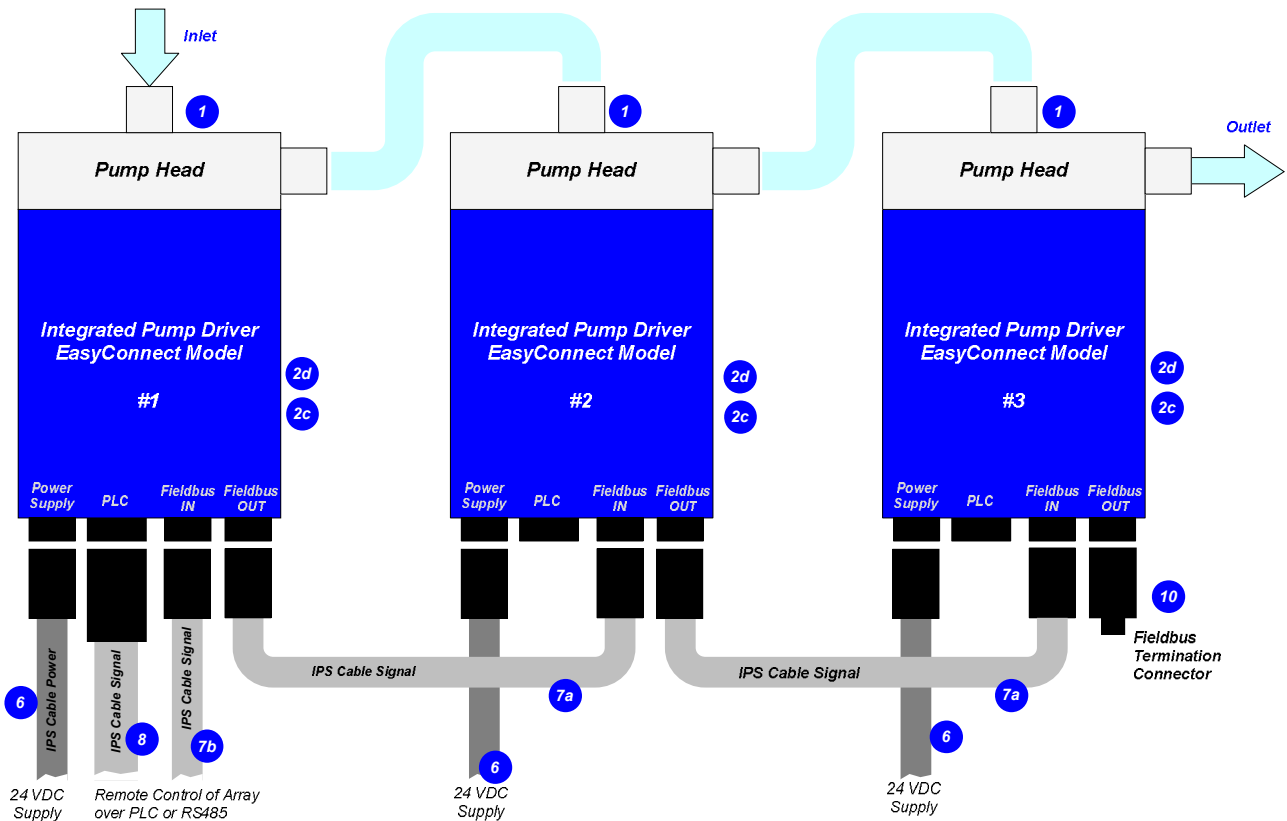 Inlet
1
1
1
Outlet
Pump Head
Pump Head
Pump Head
Integrated Pump Driver
EasyConnect Model
#1
2d
2c
Integrated Pump Driver
EasyConnect Model
#2
2d
2c
Integrated Pump Driver
EasyConnect Model
#3
2d
2c
Power
Supply
PLC
Fieldbus
IN
Fieldbus
OUT
Power
Supply
PLC
Fieldbus
IN
Fieldbus
OUT
Power
Supply
PLC
Fieldbus
IN
Fieldbus
OUT
10
Fieldbus
Termination
Connector
IPS Cable Power
IPS Cable Signal
IPS Cable Signal
IPS Cable Signal
IPS Cable Signal
7a
7a
6
8
7b
6
6
24 VDC
Supply
Remote Control of Array
over PLC or RS485
24 VDC
Supply
24 VDC
Supply